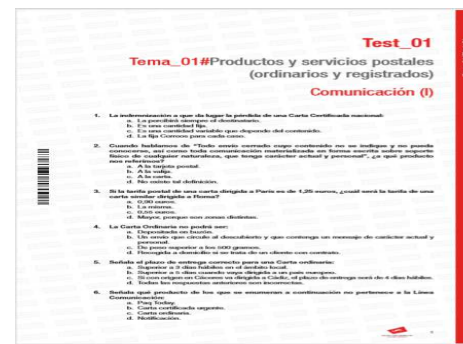 Test_01
Tema_01#Productos y servicios postales
(ordinarios y registrados)
Comunicación (I)
1. La indemnización a que da lugar la pérdida de una Carta Certificada nacional:
a. La percibirá siempre el destinatario.
b. Es una cantidad fija.
c. Es una cantidad variable que depende del contenido.
d. La fija Correos para cada caso.
2. Cuando hablamos de "Todo envío cerrado cuyo contenido no se indique y no pueda
conocerse, así como toda comunicación materializada en forma escrita sobre soporte
físico de cualquier naturaleza, que tenga carácter actual y personal", ¿a qué producto
nos referimos?
a. A la tarjeta postal.
b. A la valija.
c. A la carta.
d. No existe tal definición.
3. Si la tarifa postal de una carta dirigida a París es de 1,25 euros, ¿cuál será la tarifa de una
carta similar dirigida a Roma?
a. 0,90 euros.
b. La misma.
c. 0,55 euros.
d. Mayor, porque son zonas distintas.
4. La Carta Ordinaria no podrá ser:
a. Depositada en buzón.
b. Un envío que circule al descubierto y que contenga un mensaje de carácter actual y
personal.
c. De peso superior a los 500 gramos.
d. Recogida a domicilio si se trata de un cliente con contrato.
5. Señala el plazo de entrega correcto para una Carta ordinaria:
a. Superior a 3 días hábiles en el ámbito local.
b. Superior a 5 días cuando vaya dirigida a un país europeo.
c. Si con origen en Cáceres va dirigida a Cádiz, el plazo de entrega será de 4 días hábiles.
d. Todas las respuestas anteriores son incorrectas.
6. Señala qué producto de los que se enumeran a continuación no pertenece a la Línea
Comunicación:
a. Paq Today.
b. Carta certificada urgente.
c. Carta ordinaria.
d. Notificación.